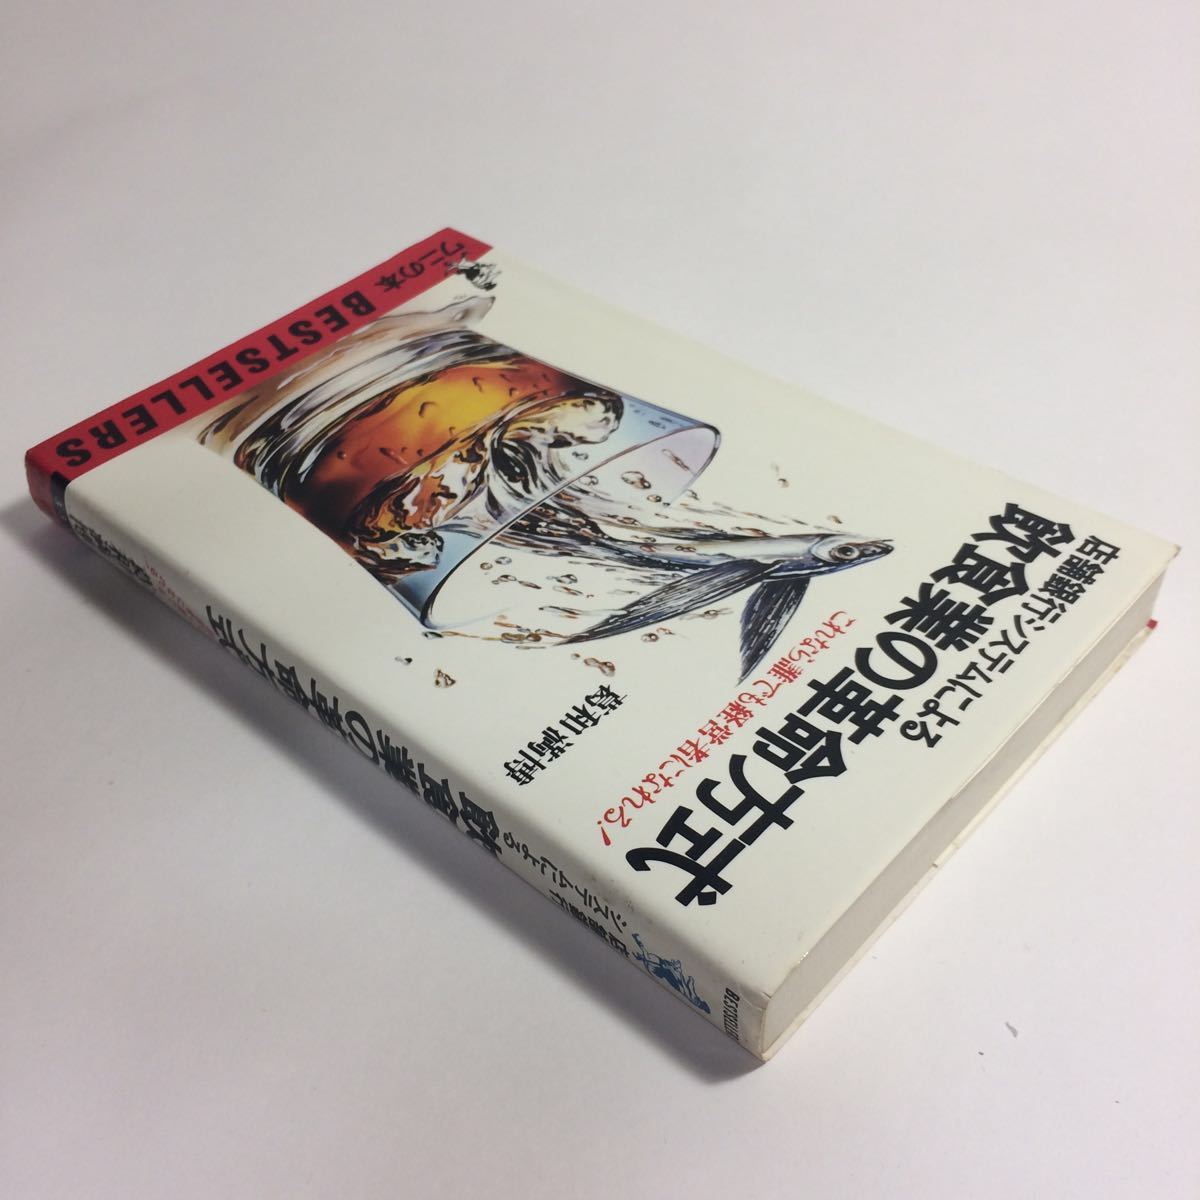 店舗銀行システムによる
飲食業の革命方式
これなら誰でも経営者になれる!
葛和満博
ワニの本 BESTSELLERS
店舗銀行
システムによる
飲食業の革命方式